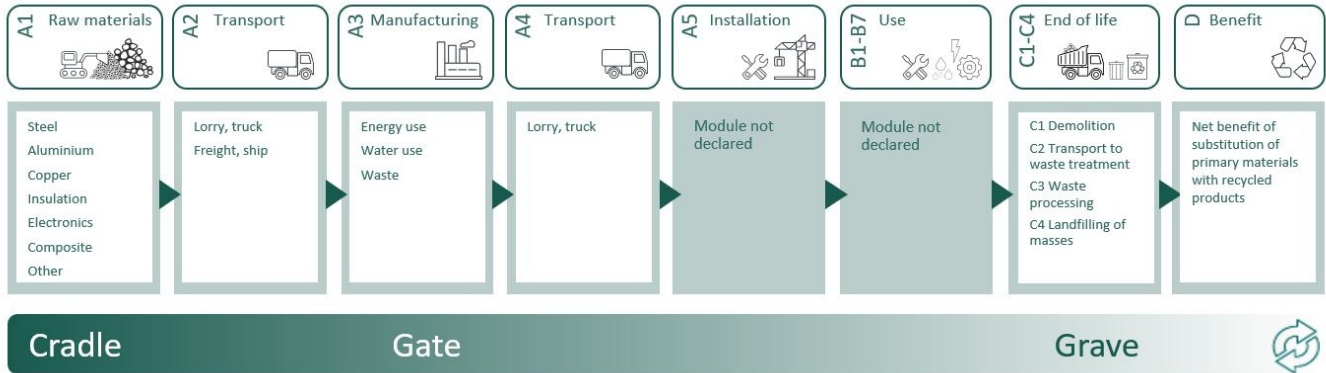 A1 Raw materials
A2 Transport
A3 Manufacturing
A4 Transport
A5 Installation
B1-B7 Use
C1-C4 End of life
D Benefit
Steel
Aluminium
Copper
Insulation
Electronics
Composite
Other
Lorry, truck
Freight, ship
Energy use
Water use
Waste
Lorry, truck
Module not
declared
Module not
declared
C1 Demolition
C2 Transport to
waste treatment
C3 Waste
processing
C4 Landfilling of
masses
Net benefit of
substitution of
primary materials
with recycled
products
Cradle
Gate
Grave